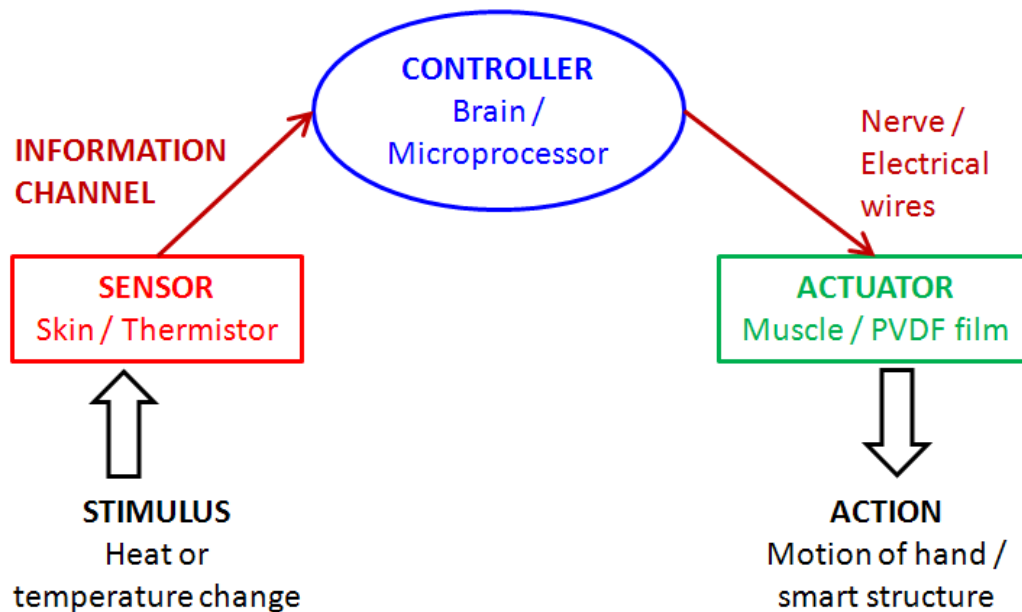 CONTROLLER
Brain /
Microprocessor
INFORMATION
CHANNEL
Nerve /
Electrical
wires
SENSOR
Skin / Thermistor
ACTUATOR
Muscle / PVDF film
STIMULUS
Heat or
temperature change
ACTION
Motion of hand /
smart structure